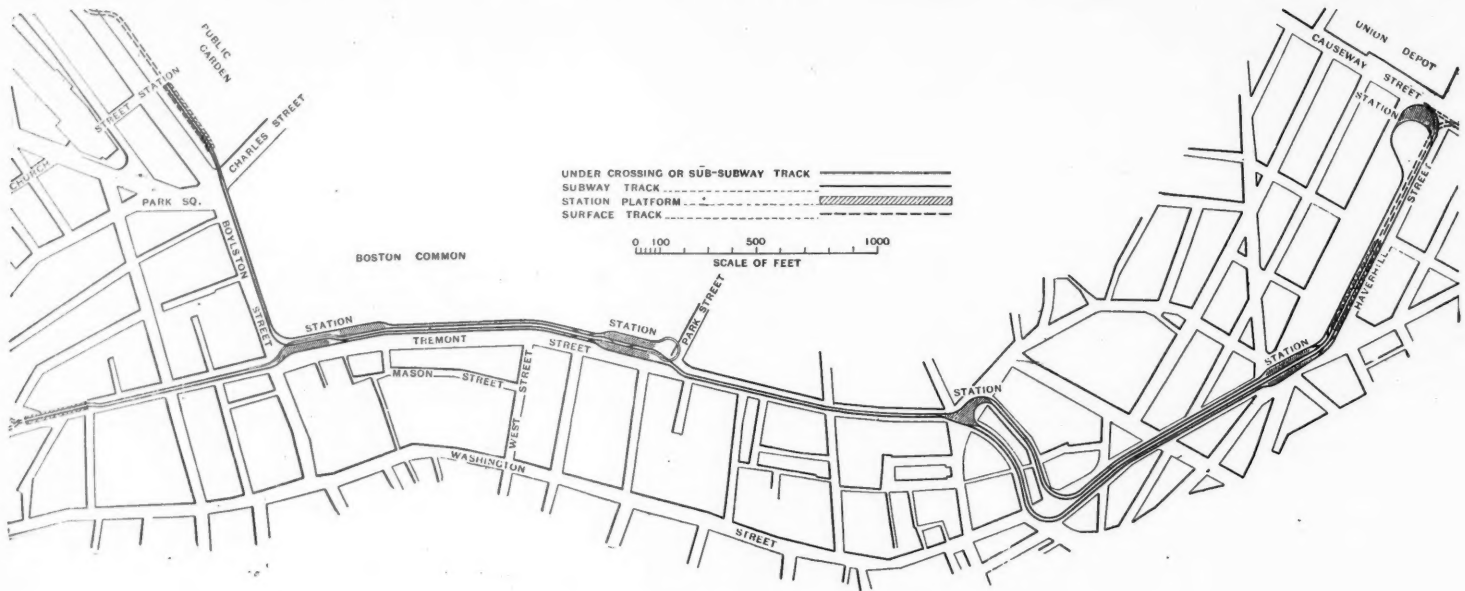 PUBLIC
GARDEN
STREET STATION
CHURCH
CHARLES STREET
PARK SQ.
BOYLSTON
STREET
BOSTON COMMON
UNDER CROSSING OR SUB-SUBWAY TRACK
SUBWAY TRACK
STATION PLATFORM
SURFACE TRACK
0 100 500 1000
SCALE OF FEET
STATION
TREMONT
STREET
STATION
PARK STREET
MASON STREET
WEST STREET
WASHINGTON
STREET
STATION
STATION
HAVERHILL STREET
STATION
CAUSEWAY STREET
UNION DEPOT